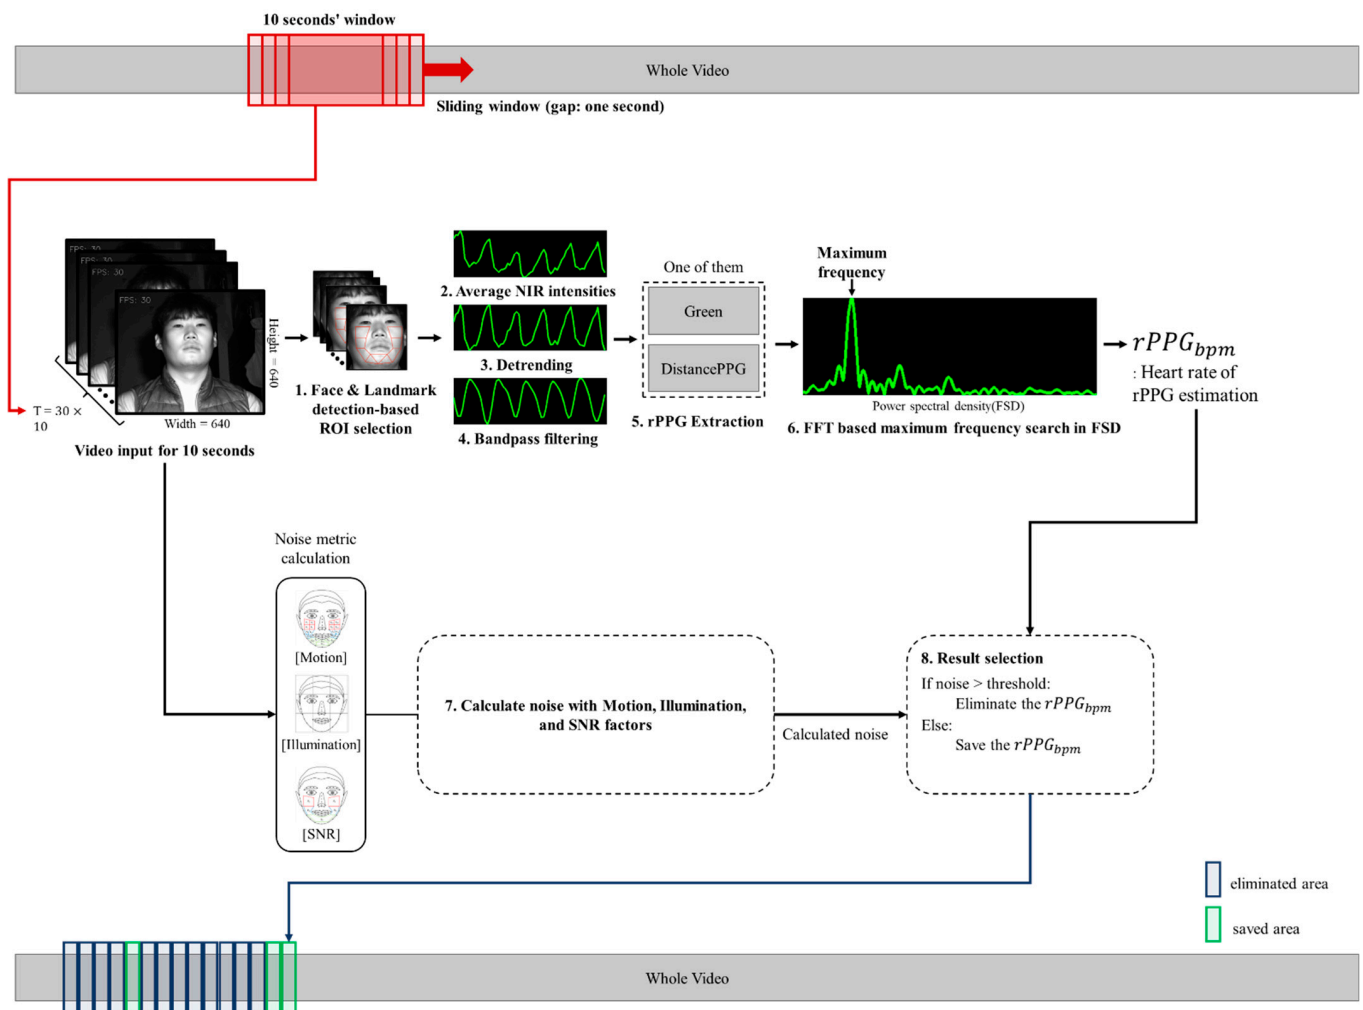 10 seconds' window
Whole Video
Sliding window (gap: one second)
FPS: 30
FPS: 30
FPS: 30
Height = 640
Width = 640
T = 30 ×
10
Video input for 10 seconds
1. Face & Landmark
detection-based
ROI selection
2. Average NIR intensities
3. Detrending
4. Bandpass filtering
One of them
Green
DistancePPG
5. rPPG Extraction
Maximum
frequency
Power spectral density(FSD)
6. FFT based maximum frequency search in FSD
rPPG_bpm
: Heart rate of
rPPG estimation
Noise metric
calculation
[Motion]
[Illumination]
[SNR]
7. Calculate noise with Motion, Illumination,
and SNR factors
Calculated noise
8. Result selection
If noise > threshold:
Eliminate the rPPG_bpm
Else:
Save the rPPG_bpm
eliminated area
saved area
Whole Video